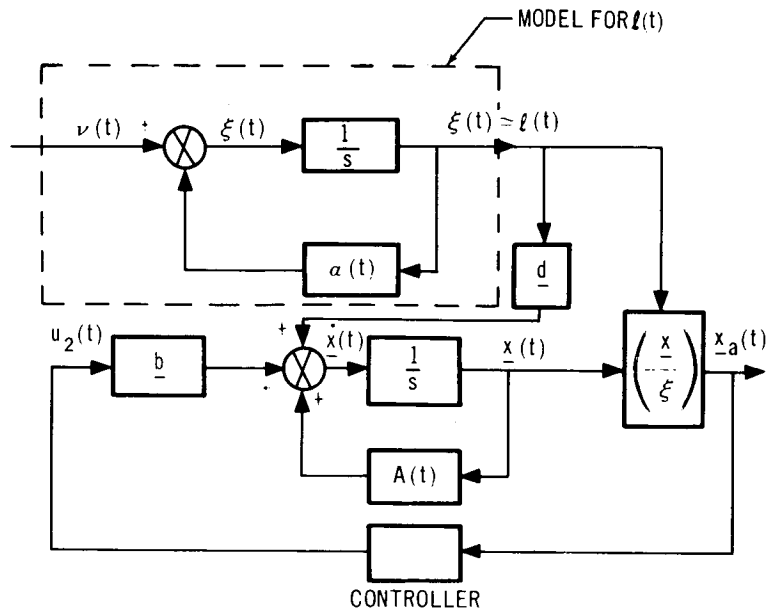 MODEL FOR ℓ(t)
ν(t)
+
ξ(t)
1/s
ξ(t) = ℓ(t)
a(t)
d
u₂(t)
b
+
+
ẋ(t)
1/s
x(t)
A(t)
x
ξ
xₐ(t)
CONTROLLER